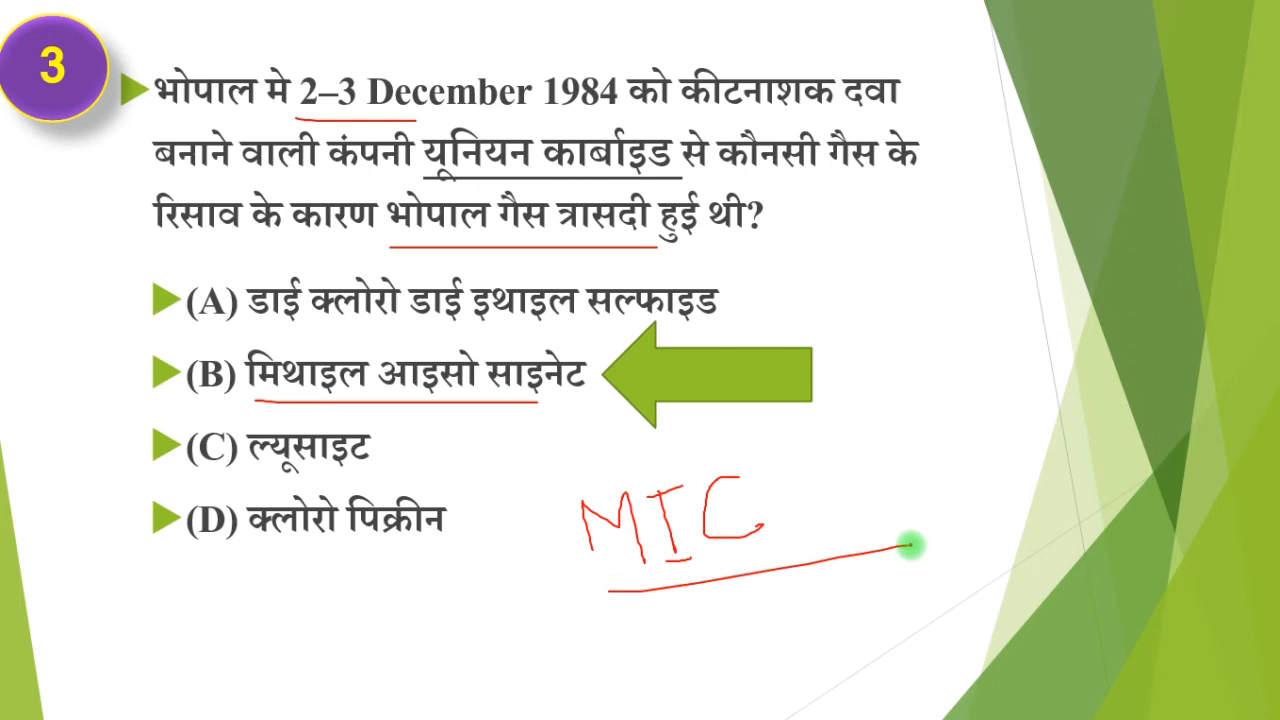 3
भोपाल मे 2–3 December 1984 को कीटनाशक दवा
बनाने वाली कंपनी यूनियन कार्बाइड से कौनसी गैस के
रिसाव के कारण भोपाल गैस त्रासदी हुई थी?
(A) डाई क्लोरो डाई इथाइल सल्फाइड
(B) मिथाइल आइसो साइनेट
(C) ल्यूसाइट
(D) क्लोरो पिक्रीन
MIC